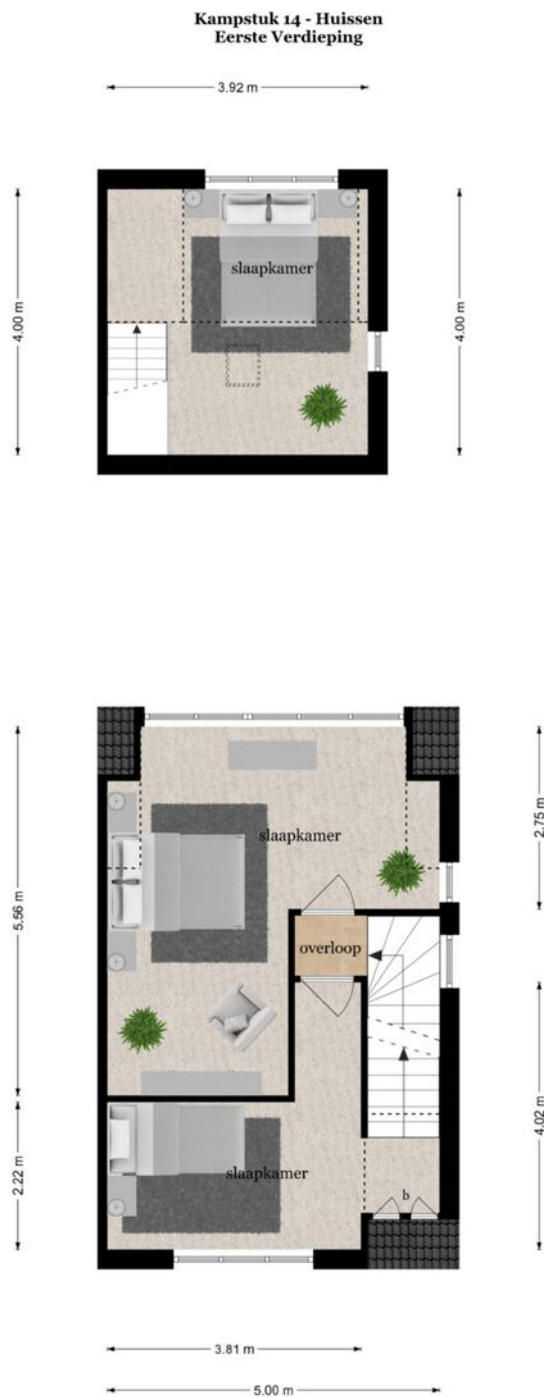 Kampstuk 14 - Huissen
Eerste Verdieping
3.92 m
4.00 m
slaapkamer
4.00 m
5.56 m
slaapkamer
2.75 m
overloop
4.02 m
2.22 m
slaapkamer
b
3.81 m
5.00 m